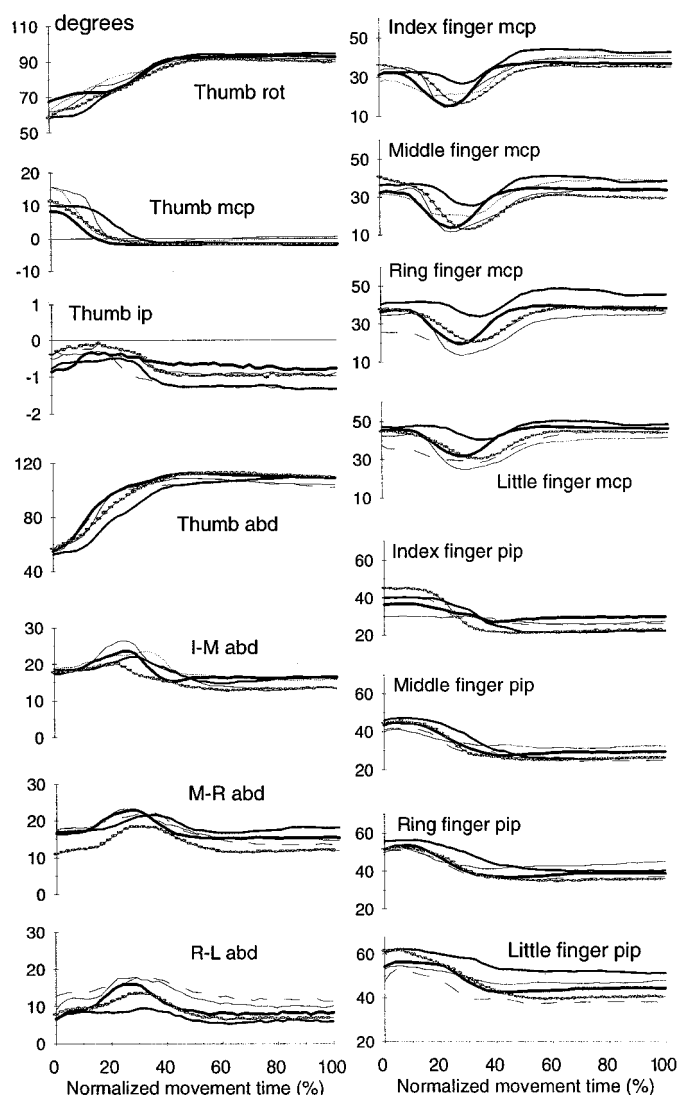 degrees
110
90
70
50
Thumb rot
20
10
0
-10
Thumb mcp
1
0
-1
-2
Thumb ip
120
80
40
Thumb abd
30
20
10
0
I-M abd
30
20
10
0
M-R abd
30
20
10
0
R-L abd
0 20 40 60 80 100
Normalized movement time (%)
Index finger mcp
50
30
10
Middle finger mcp
50
30
10
Ring finger mcp
50
30
10
50
30
10
Little finger mcp
Index finger pip
60
40
20
Middle finger pip
60
40
20
Ring finger pip
60
40
20
Little finger pip
60
40
20
0 20 40 60 80 100
Normalized movement time (%)